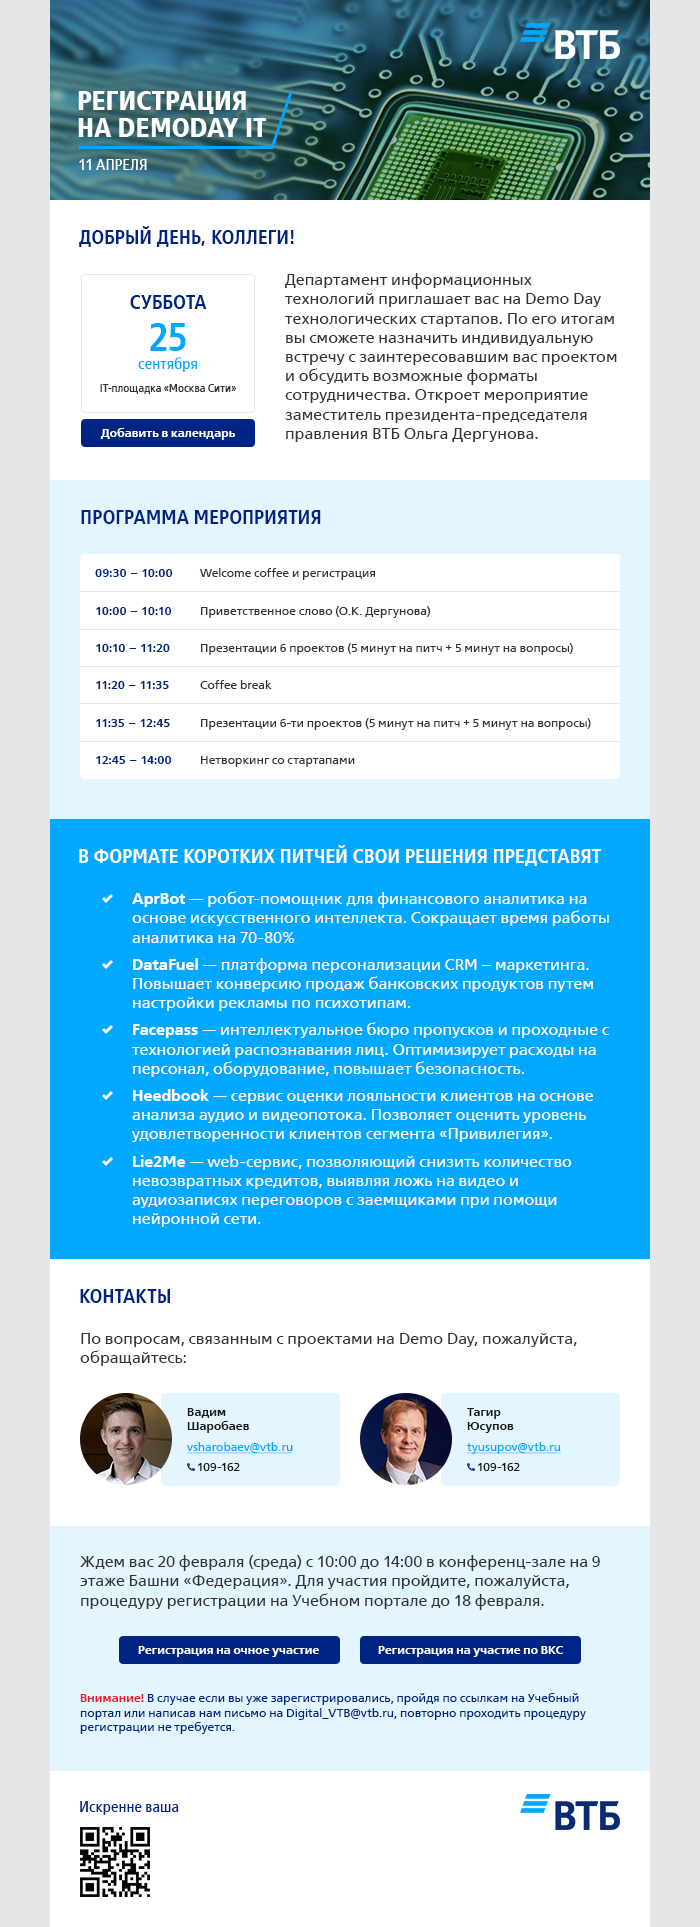 ВТБ
РЕГИСТРАЦИЯ
НА DEMODAY IT
11 АПРЕЛЯ
ДОБРЫЙ ДЕНЬ, КОЛЛЕГИ!
СУББОТА
25
сентября
IT-площадка «Москва Сити»
Добавить в календарь
Департамент информационных
технологий приглашает вас на Demo Day
технологических стартапов. По его итогам
вы сможете назначить индивидуальную
встречу с заинтересовавшим вас проектом
и обсудить возможные форматы
сотрудничества. Откроет мероприятие
заместитель президента-председателя
правления ВТБ Ольга Дергунова.
ПРОГРАММА МЕРОПРИЯТИЯ
09:30 – 10:00 Welcome coffee и регистрация
10:00 – 10:10 Приветственное слово (О.К. Дергунова)
10:10 – 11:20 Презентации 6 проектов (5 минут на питч + 5 минут на вопросы)
11:20 – 11:35 Coffee break
11:35 – 12:45 Презентации 6-ти проектов (5 минут на питч + 5 минут на вопросы)
12:45 – 14:00 Нетворкинг со стартапами
В ФОРМАТЕ КОРОТКИХ ПИТЧЕЙ СВОИ РЕШЕНИЯ ПРЕДСТАВЯТ
AprBot — робот-помощник для финансового аналитика на
основе искусственного интеллекта. Сокращает время работы
аналитика на 70-80%
DataFuel — платформа персонализации CRM – маркетинга.
Повышает конверсию продаж банковских продуктов путем
настройки рекламы по психотипам.
Facepass — интеллектуальное бюро пропусков и проходные с
технологией распознавания лиц. Оптимизирует расходы на
персонал, оборудование, повышает безопасность.
Heedbook — сервис оценки лояльности клиентов на основе
анализа аудио и видеопотока. Позволяет оценить уровень
удовлетворенности клиентов сегмента «Привилегия».
Lie2Me — web-сервис, позволяющий снизить количество
невозвратных кредитов, выявляя ложь на видео и
аудиозаписях переговоров с заемщиками при помощи
нейронной сети.
КОНТАКТЫ
По вопросам, связанным с проектами на Demo Day, пожалуйста,
обращайтесь:
Вадим
Шаробаев
vsharobaev@vtb.ru
109-162
Тагир
Юсупов
tyusupov@vtb.ru
109-162
Ждем вас 20 февраля (среда) с 10:00 до 14:00 в конференц-зале на 9
этаже Башни «Федерация». Для участия пройдите, пожалуйста,
процедуру регистрации на Учебном портале до 18 февраля.
Регистрация на очное участие
Регистрация на участие по ВКС
Внимание! В случае если вы уже зарегистрировались, пройдя по ссылкам на Учебный
портал или написав нам письмо на Digital_VTB@vtb.ru, повторно проходить процедуру
регистрации не требуется.
Искренне ваша
ВТБ